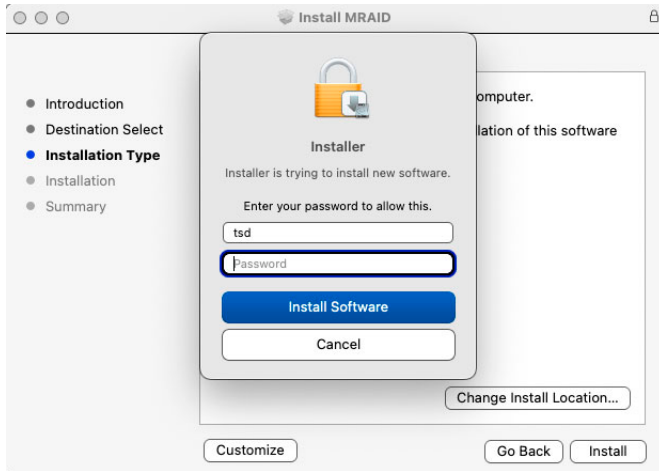 Install MRAID
Introduction
Destination Select
Installation Type
Installation
Summary
omputer.
lation of this software
Installer
Installer is trying to install new software.
Enter your password to allow this.
tsd
Password
Install Software
Cancel
Change Install Location...
Customize
Go Back
Install